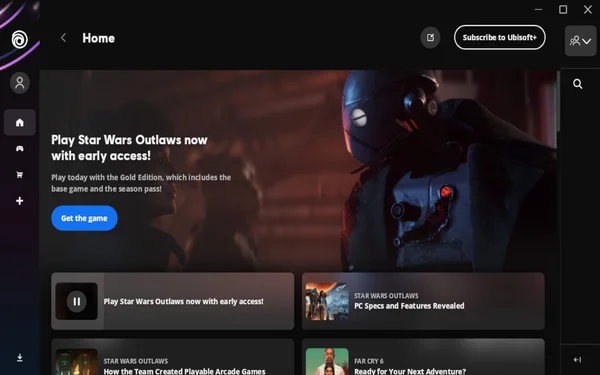 Home
Subscribe to Ubisoft+
Play Star Wars Outlaws now
with early access!
Play today with the Gold Edition, which includes the
base game and the season pass!
Get the game
Play Star Wars Outlaws now with early access!
STAR WARS OUTLAWS
PC Specs and Features Revealed
STAR WARS OUTLAWS
How the Team Created Playable Arcade Games
FAR CRY 6
Ready for Your Next Adventure?